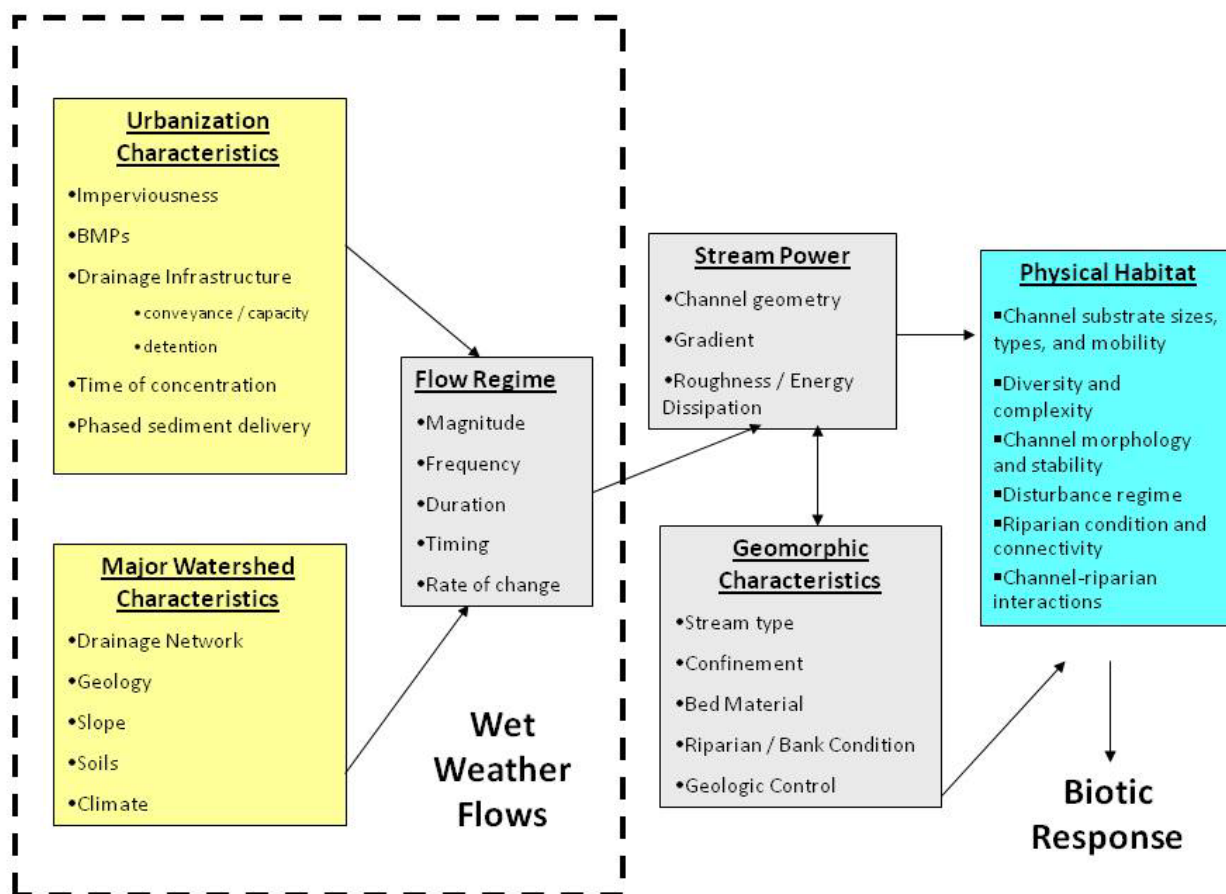 Urbanization
Characteristics
•Imperviousness
•BMPs
•Drainage Infrastructure
•conveyance / capacity
•detention
•Time of concentration
•Phased sediment delivery
Major Watershed
Characteristics
•Drainage Network
•Geology
•Slope
•Soils
•Climate
Flow Regime
•Magnitude
•Frequency
•Duration
•Timing
•Rate of change
Wet
Weather
Flows
Stream Power
•Channel geometry
•Gradient
•Roughness / Energy
Dissipation
Geomorphic
Characteristics
•Stream type
•Confinement
•Bed Material
•Riparian / Bank Condition
•Geologic Control
Physical Habitat
▪Channel substrate sizes,
types, and mobility
▪Diversity and
complexity
▪Channel morphology
and stability
▪Disturbance regime
▪Riparian condition and
connectivity
▪Channel-riparian
interactions
Biotic
Response